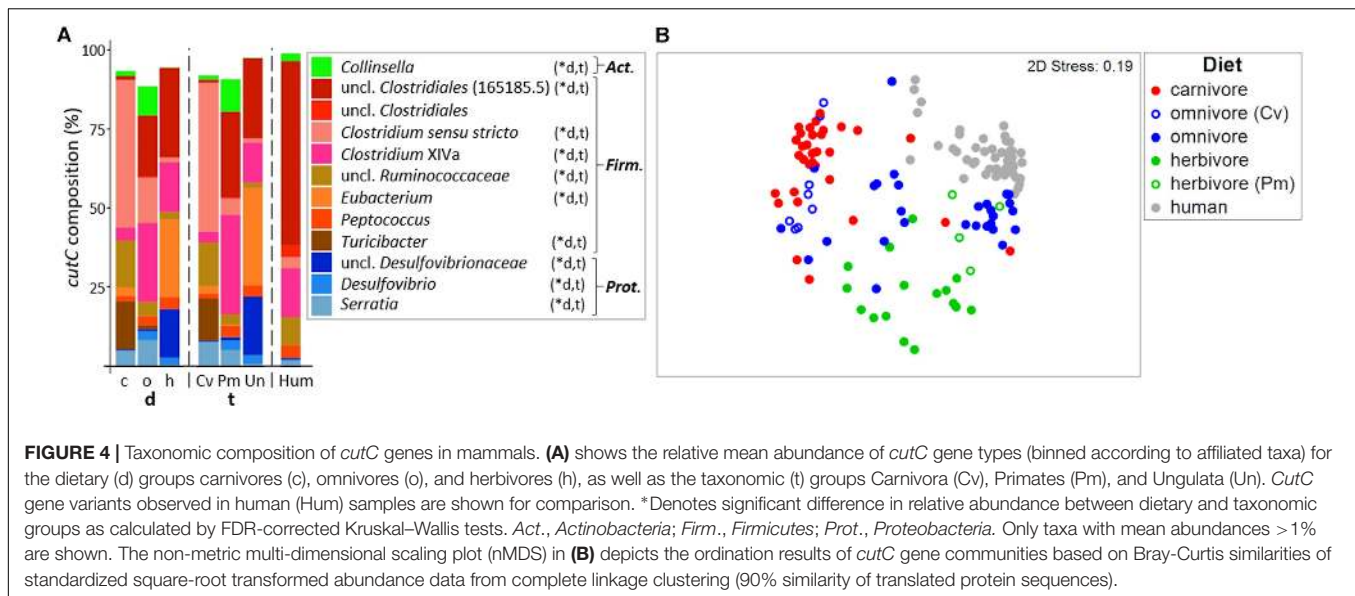 A
100
75
50
25
cutC composition (%)
c o h Cv Pm Un Hum
d t
Collinsella (*d,t) Act.
uncl. Clostridiales (165185.5) (*d,t)
uncl. Clostridiales
Clostridium sensu stricto (*d,t)
Clostridium XIVa (*d,t)
uncl. Ruminococcaceae (*d,t)
Eubacterium (*d,t)
Peptococcus
Turicibacter (*d,t)
Firm.
uncl. Desulfovibrionaceae (*d,t)
Desulfovibrio (*d,t)
Serratia (*d,t)
Prot.
B
2D Stress: 0.19
Diet
carnivore
omnivore (Cv)
omnivore
herbivore
herbivore (Pm)
human
FIGURE 4 | Taxonomic composition of cutC genes in mammals. (A) shows the relative mean abundance of cutC gene types (binned according to affiliated taxa) for
the dietary (d) groups carnivores (c), omnivores (o), and herbivores (h), as well as the taxonomic (t) groups Carnivora (Cv), Primates (Pm), and Ungulata (Un). CutC
gene variants observed in human (Hum) samples are shown for comparison. *Denotes significant difference in relative abundance between dietary and taxonomic
groups as calculated by FDR-corrected Kruskal–Wallis tests. Act., Actinobacteria; Firm., Firmicutes; Prot., Proteobacteria. Only taxa with mean abundances >1%
are shown. The non-metric multi-dimensional scaling plot (nMDS) in (B) depicts the ordination results of cutC gene communities based on Bray-Curtis similarities of
standardized square-root transformed abundance data from complete linkage clustering (90% similarity of translated protein sequences).